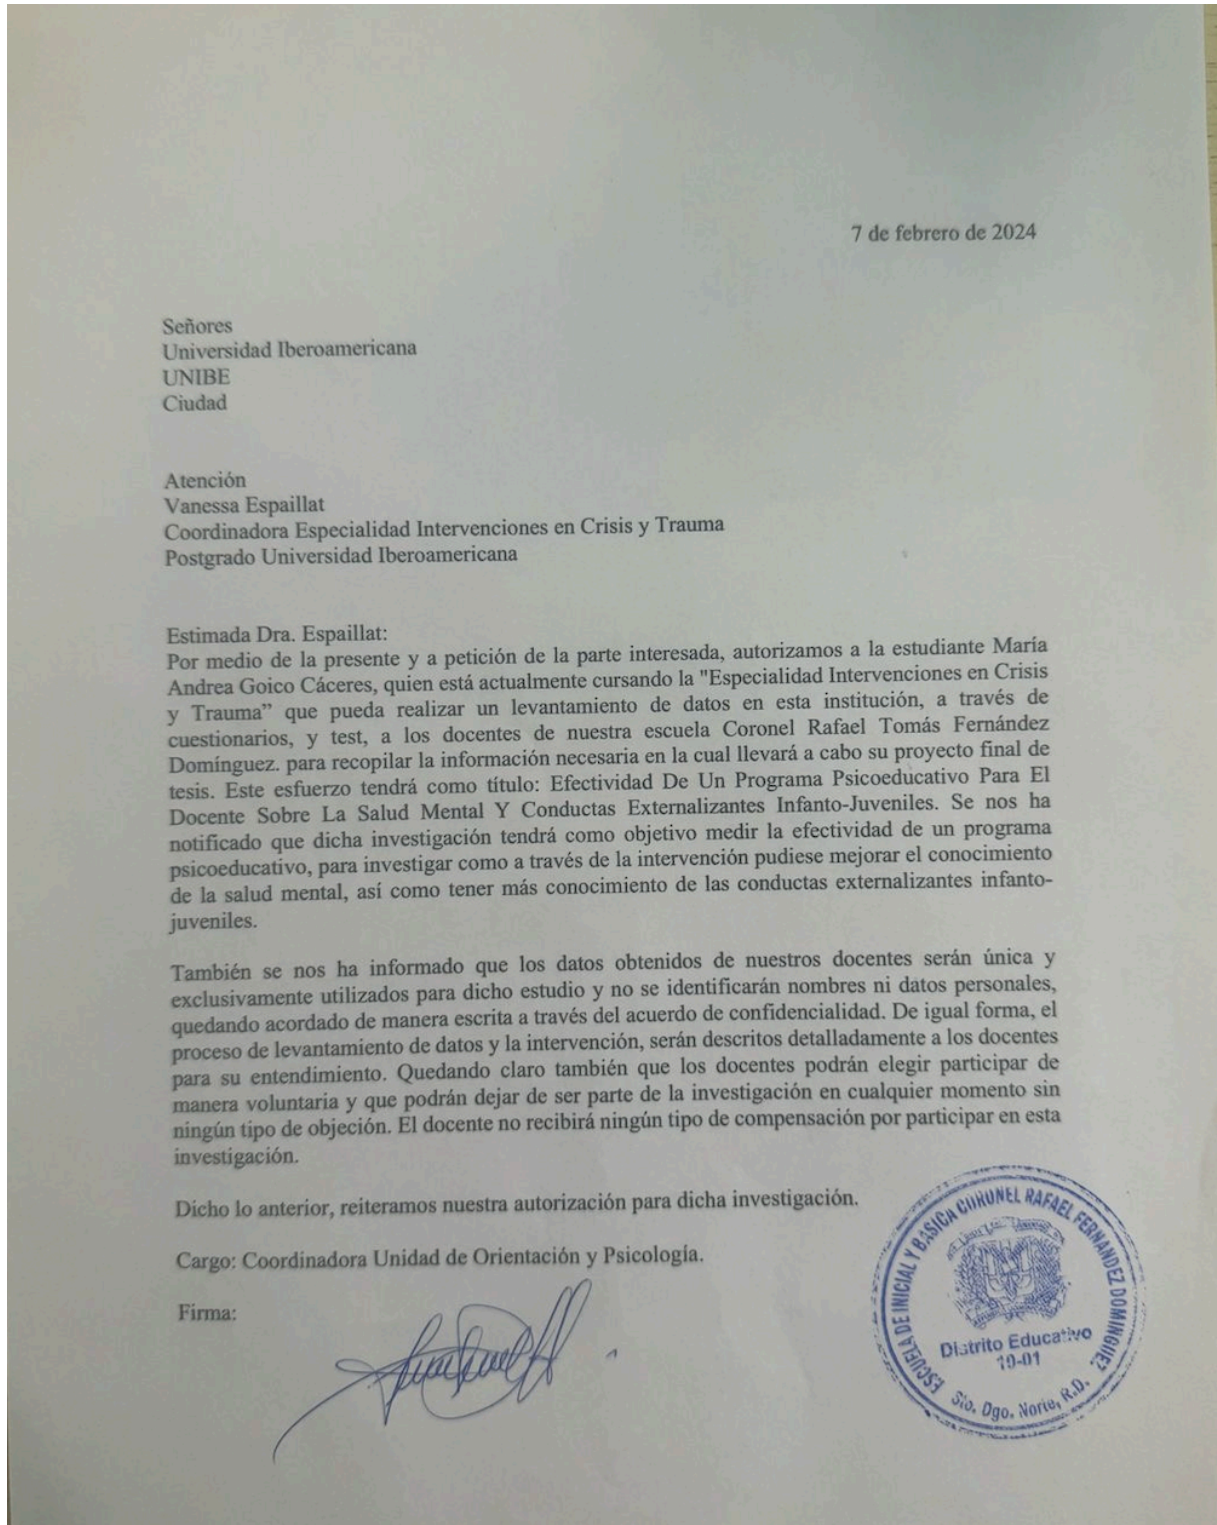 7 de febrero de 2024
Señores
Universidad Iberoamericana
UNIBE
Ciudad
Atención
Vanessa Espaillat
Coordinadora Especialidad Intervenciones en Crisis y Trauma
Postgrado Universidad Iberoamericana
Estimada Dra. Espaillat:
Por medio de la presente y a petición de la parte interesada, autorizamos a la estudiante María
Andrea Goico Cáceres, quien está actualmente cursando la "Especialidad Intervenciones en Crisis
y Trauma” que pueda realizar un levantamiento de datos en esta institución, a través de
cuestionarios, y test, a los docentes de nuestra escuela Coronel Rafael Tomás Fernández
Domínguez. para recopilar la información necesaria en la cual llevará a cabo su proyecto final de
tesis. Este esfuerzo tendrá como título: Efectividad De Un Programa Psicoeducativo Para El
Docente Sobre La Salud Mental Y Conductas Externalizantes Infanto-Juveniles. Se nos ha
notificado que dicha investigación tendrá como objetivo medir la efectividad de un programa
psicoeducativo, para investigar como a través de la intervención pudiese mejorar el conocimiento
de la salud mental, así como tener más conocimiento de las conductas externalizantes infanto-
juveniles.
También se nos ha informado que los datos obtenidos de nuestros docentes serán única y
exclusivamente utilizados para dicho estudio y no se identificarán nombres ni datos personales,
quedando acordado de manera escrita a través del acuerdo de confidencialidad. De igual forma, el
proceso de levantamiento de datos y la intervención, serán descritos detalladamente a los docentes
para su entendimiento. Quedando claro también que los docentes podrán elegir participar de
manera voluntaria y que podrán dejar de ser parte de la investigación en cualquier momento sin
ningún tipo de objeción. El docente no recibirá ningún tipo de compensación por participar en esta
investigación.
Dicho lo anterior, reiteramos nuestra autorización para dicha investigación.
Cargo: Coordinadora Unidad de Orientación y Psicología.
Firma:
ESCUELA DE INICIAL Y BASICA CORONEL RAFAEL FERNANDEZ DOMINGUEZ
Distrito Educativo
10-01
Sto. Dgo. Norte, R.D.